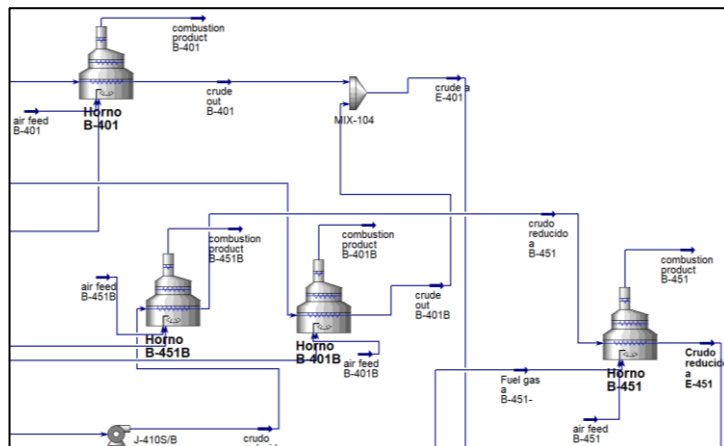 combustion
product
B-401
crude
out
B-401
crude a
E-401
MIX-104
air feed
B-401
Horno
B-401
combustion
product
B-451B
combustion
product
B-401B
crudo
reducido
a
B-451
combustion
product
B-451
air feed
B-451B
crude
out
B-401B
Horno
B-451B
Horno
B-401B
air feed
B-401B
Fuel gas
a
B-451-
Horno
B-451
Crudo
reducido
a
E-451
air feed
B-451
J-410S/B
crudo